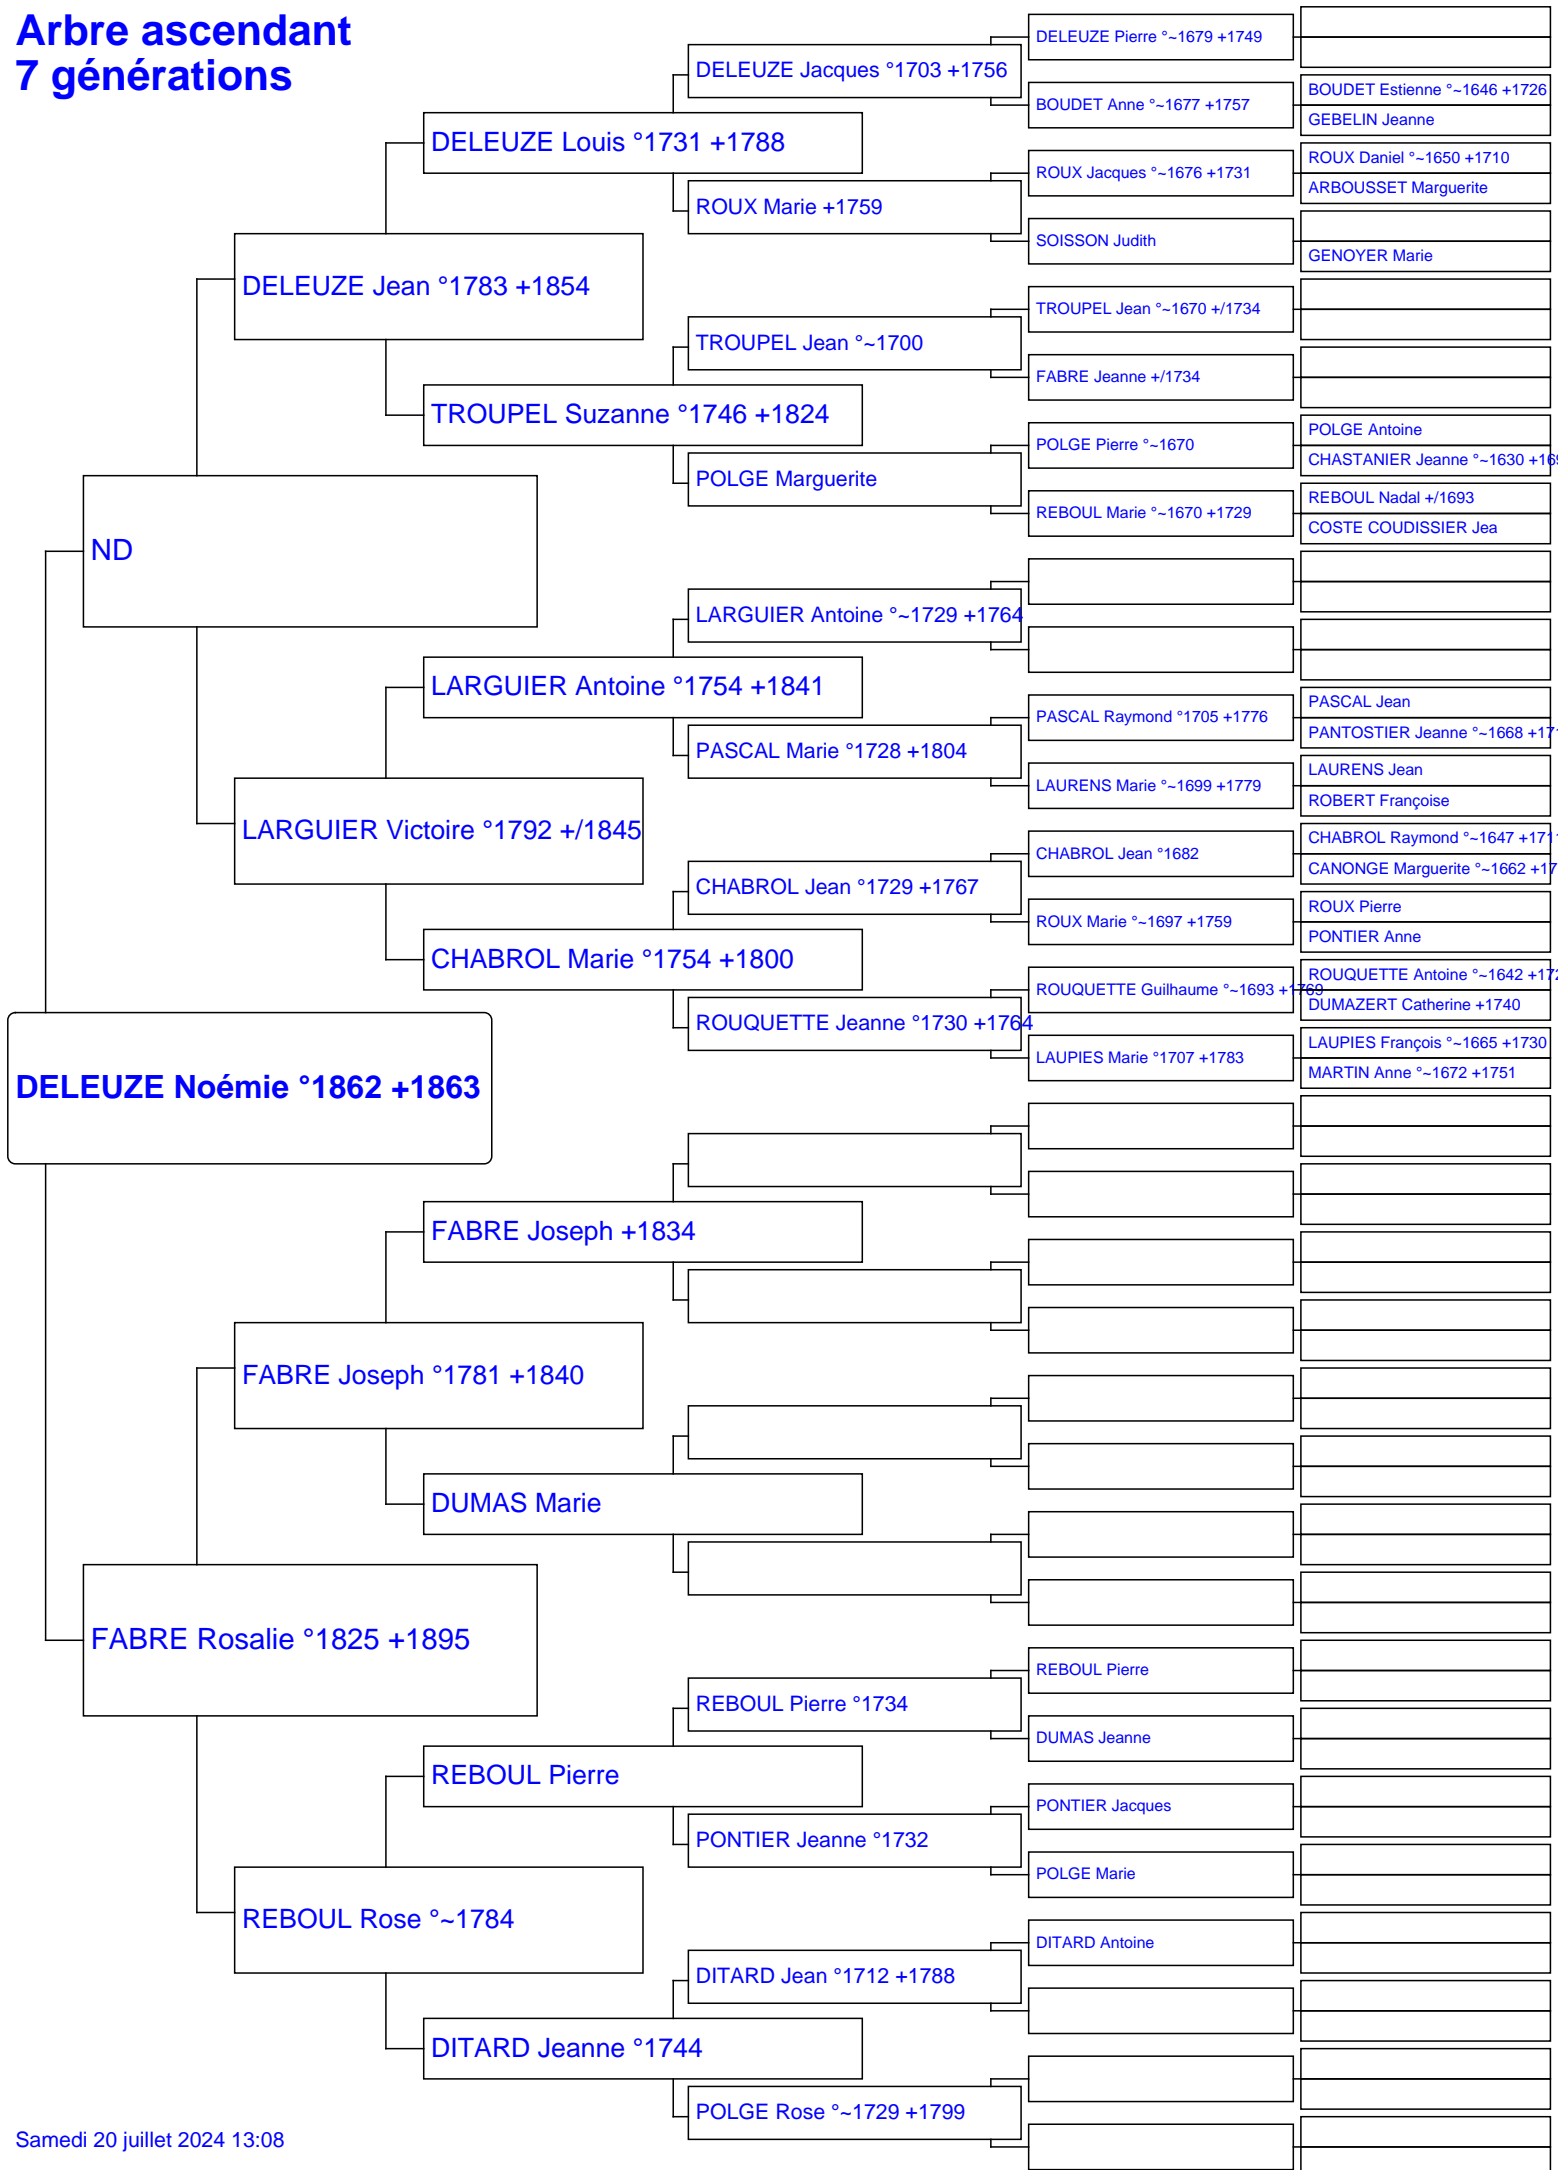 Arbre ascendant
7 générations
DELEUZE Noémie °1862 +1863
ND
FABRE Rosalie °1825 +1895
DELEUZE Jean °1783 +1854
LARGUIER Victoire °1792 +/1845
FABRE Joseph °1781 +1840
REBOUL Rose °~1784
DELEUZE Louis °1731 +1788
TROUPEL Suzanne °1746 +1824
LARGUIER Antoine °1754 +1841
CHABROL Marie °1754 +1800
FABRE Joseph +1834
DUMAS Marie
REBOUL Pierre
DITARD Jeanne °1744
DELEUZE Jacques °1703 +1756
ROUX Marie +1759
TROUPEL Jean °~1700
POLGE Marguerite
LARGUIER Antoine °~1729 +1764
PASCAL Marie °1728 +1804
CHABROL Jean °1729 +1767
ROUQUETTE Jeanne °1730 +1764
REBOUL Pierre °1734
PONTIER Jeanne °1732
DITARD Jean °1712 +1788
POLGE Rose °~1729 +1799
DELEUZE Pierre °~1679 +1749
BOUDET Anne °~1677 +1757
ROUX Jacques °~1676 +1731
SOISSON Judith
TROUPEL Jean °~1670 +/1734
FABRE Jeanne +/1734
POLGE Pierre °~1670
REBOUL Marie °~1670 +1729
PASCAL Raymond °1705 +1776
LAURENS Marie °~1699 +1779
CHABROL Jean °1682
ROUX Marie °~1697 +1759
ROUQUETTE Guilhaume °~1693 +1769
LAUPIES Marie °1707 +1783
REBOUL Pierre
DUMAS Jeanne
PONTIER Jacques
POLGE Marie
DITARD Antoine
BOUDET Estienne °~1646 +1726
GEBELIN Jeanne
ROUX Daniel °~1650 +1710
ARBOUSSET Marguerite
GENOYER Marie
POLGE Antoine
CHASTANIER Jeanne °~1630 +16
REBOUL Nadal +/1693
COSTE COUDISSIER Jea
PASCAL Jean
PANTOSTIER Jeanne °~1668 +17
LAURENS Jean
ROBERT Françoise
CHABROL Raymond °~1647 +171
CANONGE Marguerite °~1662 +17
ROUX Pierre
PONTIER Anne
ROUQUETTE Antoine °~1642 +17
DUMAZERT Catherine +1740
LAUPIES François °~1665 +1730
MARTIN Anne °~1672 +1751
Samedi 20 juillet 2024 13:08